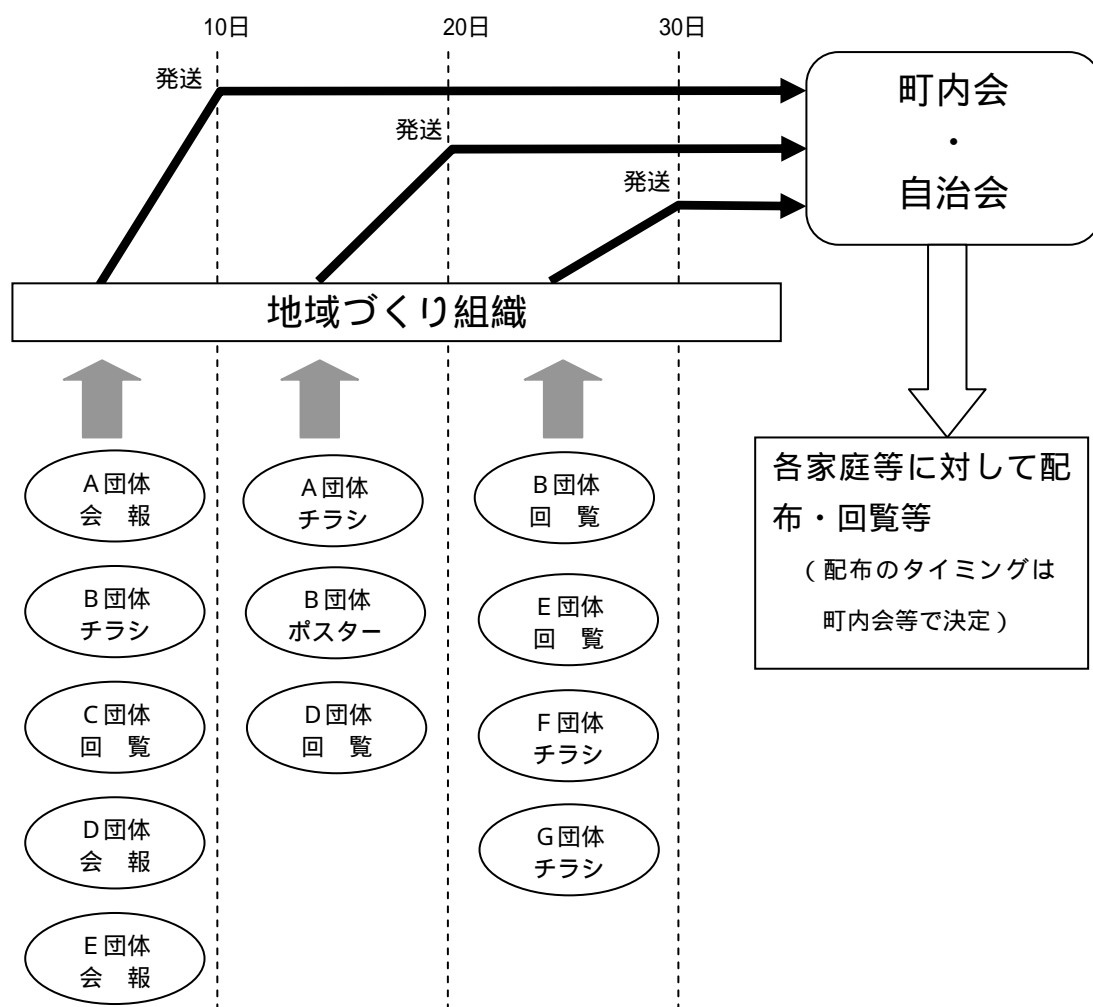 10日
20日
30日
発送
発送
発送
町内会
・
自治会
地域づくり組織
A団体
会 報
B団体
チラシ
C団体
回 覧
D団体
会 報
E団体
会 報
A団体
チラシ
B団体
ポスター
D団体
回 覧
B団体
回 覧
E団体
回 覧
F団体
チラシ
G団体
チラシ
各家庭等に対して配
布・回覧等
(配布のタイミングは
町内会等で決定)